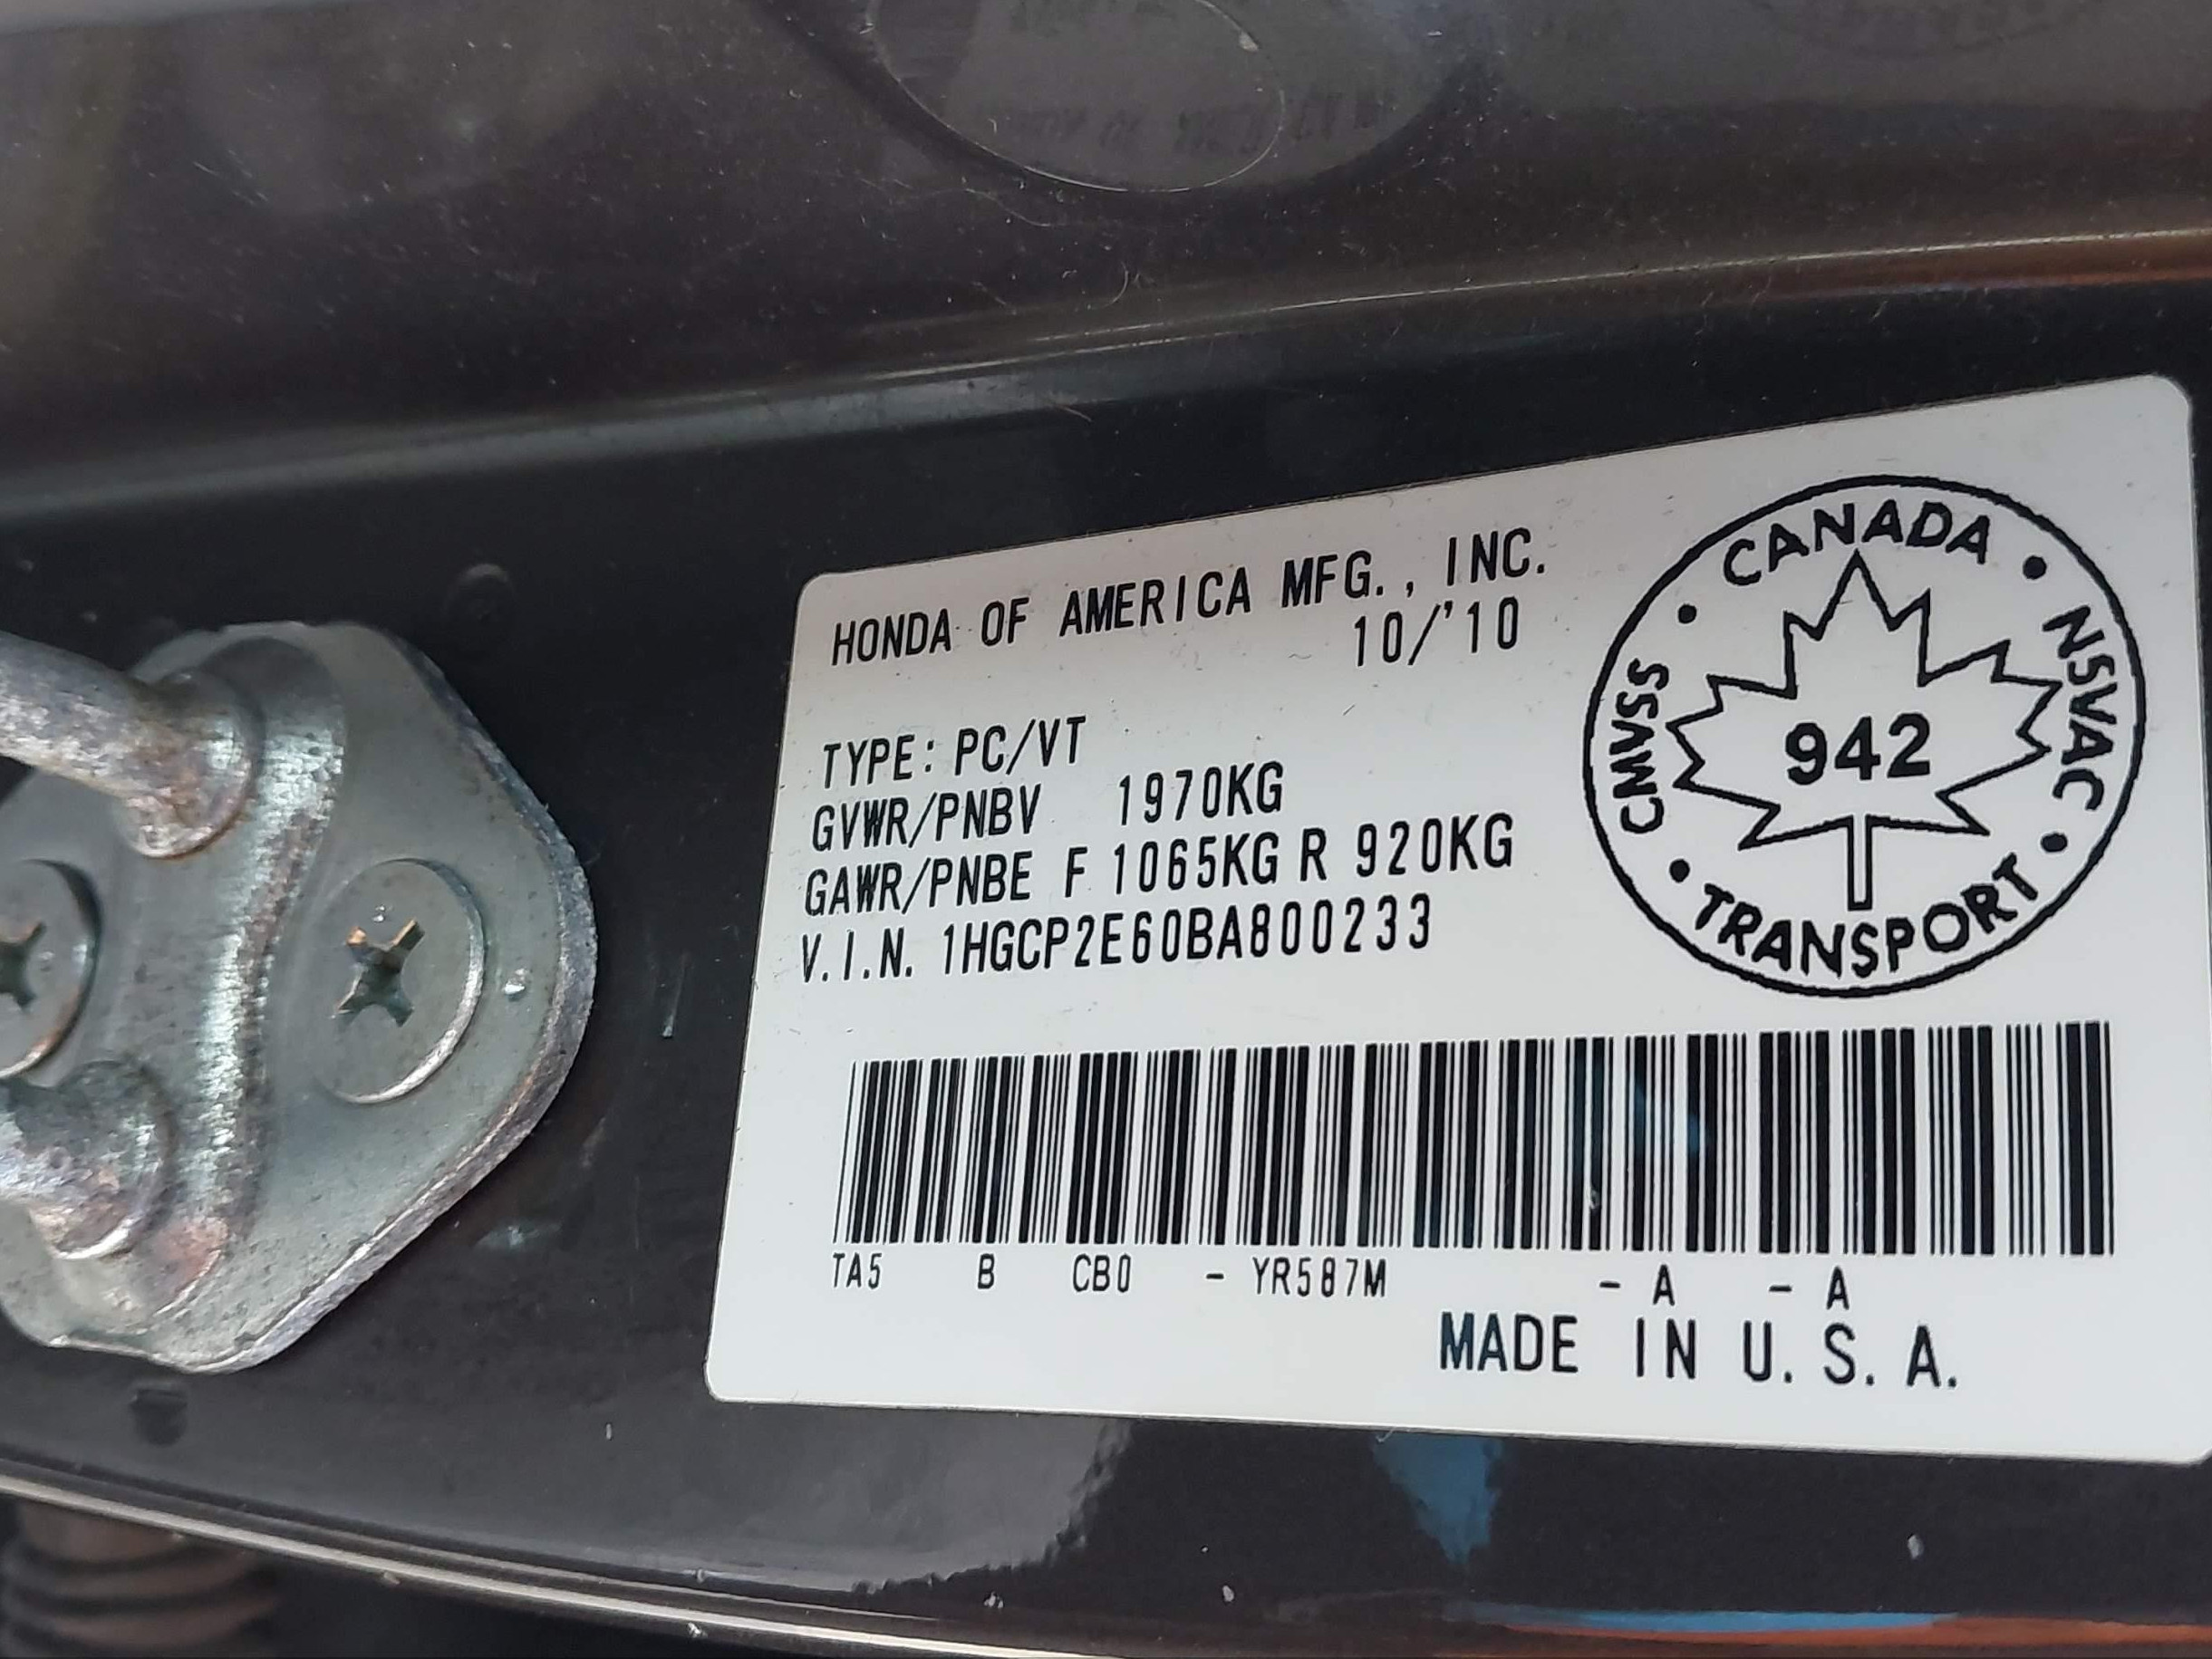 HONDA OF AMERICA MFG., INC.
10/'10
TYPE: PC/VT
GVWR/PNBV 1970KG
GAWR/PNBE F 1065KG R 920KG
V.I.N. 1HGCP2E60BA800233
CANADA • NSVAC • TRANSPORT • CMVSS •
942
TA5 B CB0 - YR587M - A - A
MADE IN U.S.A.